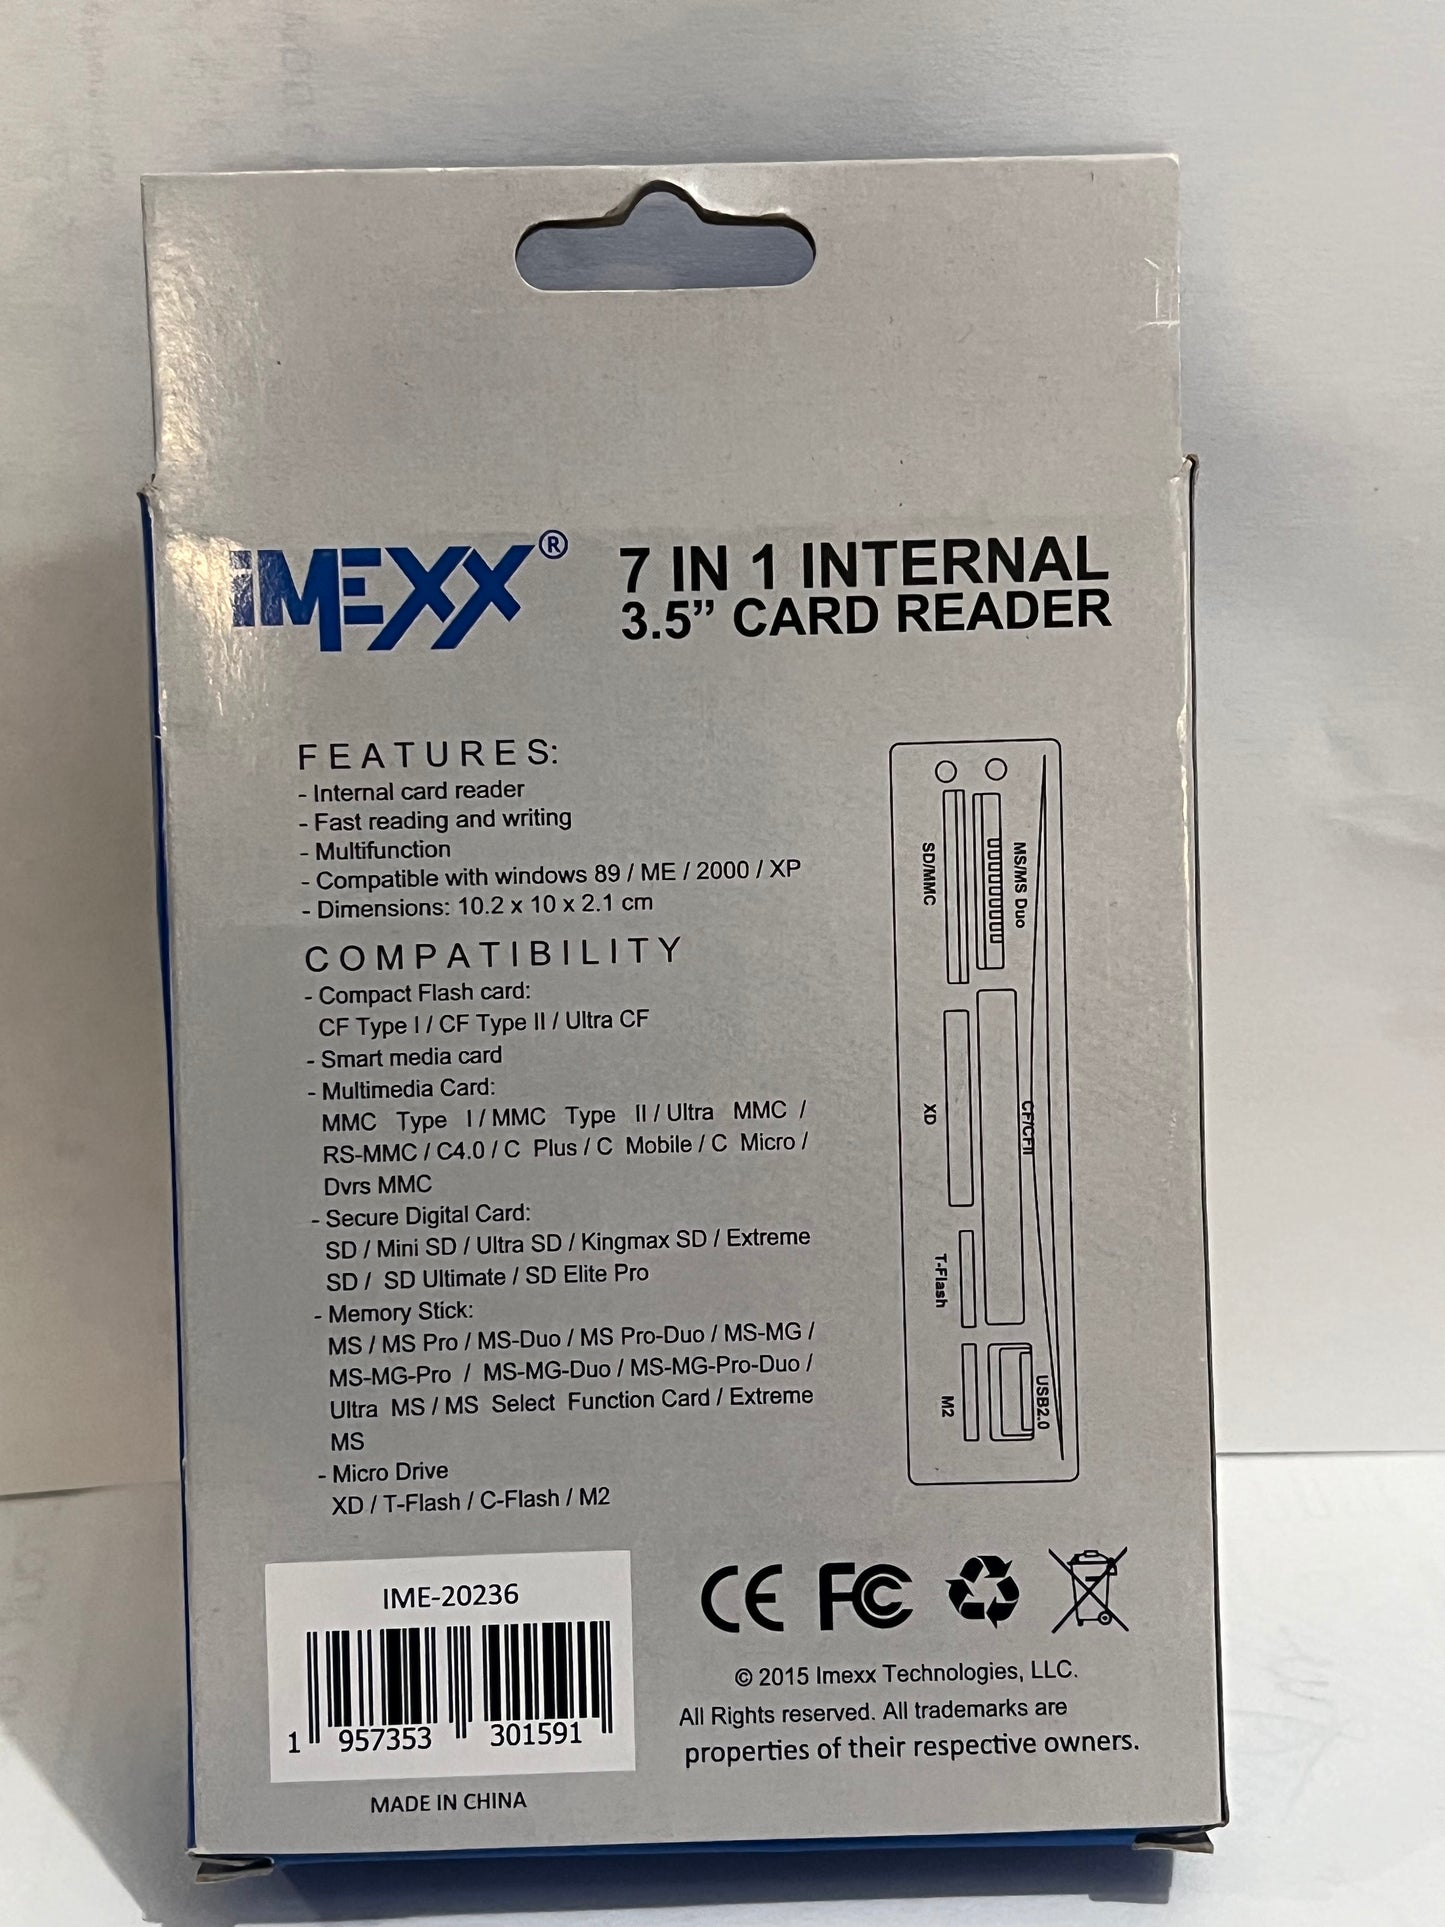 iMEXX®
7 IN 1 INTERNAL
3.5” CARD READER
FEATURES:
- Internal card reader
- Fast reading and writing
- Multifunction
- Compatible with windows 89 / ME / 2000 / XP
- Dimensions: 10.2 x 10 x 2.1 cm
COMPATIBILITY
- Compact Flash card:
CF Type I / CF Type II / Ultra CF
- Smart media card
- Multimedia Card:
MMC Type I / MMC Type II / Ultra MMC /
RS-MMC / C4.0 / C Plus / C Mobile / C Micro /
Dvrs MMC
- Secure Digital Card:
SD / Mini SD / Ultra SD / Kingmax SD / Extreme
SD / SD Ultimate / SD Elite Pro
- Memory Stick:
MS / MS Pro / MS-Duo / MS Pro-Duo / MS-MG /
MS-MG-Pro / MS-MG-Duo / MS-MG-Pro-Duo /
Ultra MS / MS Select Function Card / Extreme
MS
- Micro Drive
XD / T-Flash / C-Flash / M2
SD/MMC
MS/MS Duo
XD
CF/CFII
T-Flash
M2
USB2.0
IME-20236
1 957353 301591
MADE IN CHINA
CE FC
© 2015 Imexx Technologies, LLC.
All Rights reserved. All trademarks are
properties of their respective owners.